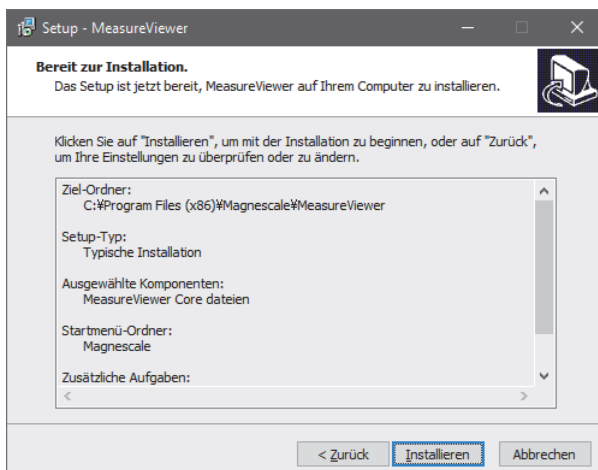 Setup - MeasureViewer
Bereit zur Installation.
Das Setup ist jetzt bereit, MeasureViewer auf Ihrem Computer zu installieren.
Klicken Sie auf "Installieren", um mit der Installation zu beginnen, oder auf "Zurück",
um Ihre Einstellungen zu überprüfen oder zu ändern.
Ziel-Ordner:
C:¥Program Files (x86)¥Magnescale¥MeasureViewer
Setup-Typ:
Typische Installation
Ausgewählte Komponenten:
MeasureViewer Core dateien
Startmenü-Ordner:
Magnescale
Zusätzliche Aufgaben:
< Zurück Installieren Abbrechen